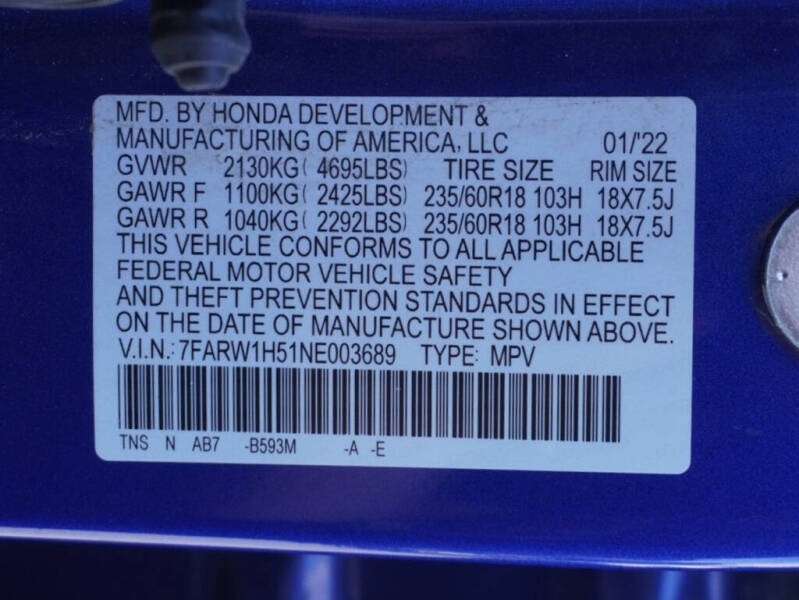 MFD. BY HONDA DEVELOPMENT &
MANUFACTURING OF AMERICA, LLC 01/'22
GVWR 2130KG( 4695LBS) TIRE SIZE RIM SIZE
GAWR F 1100KG( 2425LBS) 235/60R18 103H 18X7.5J
GAWR R 1040KG( 2292LBS) 235/60R18 103H 18X7.5J
THIS VEHICLE CONFORMS TO ALL APPLICABLE
FEDERAL MOTOR VEHICLE SAFETY
AND THEFT PREVENTION STANDARDS IN EFFECT
ON THE DATE OF MANUFACTURE SHOWN ABOVE.
V.I.N.: 7FARW1H51NE003689 TYPE: MPV
TNS N AB7 -B593M -A -E